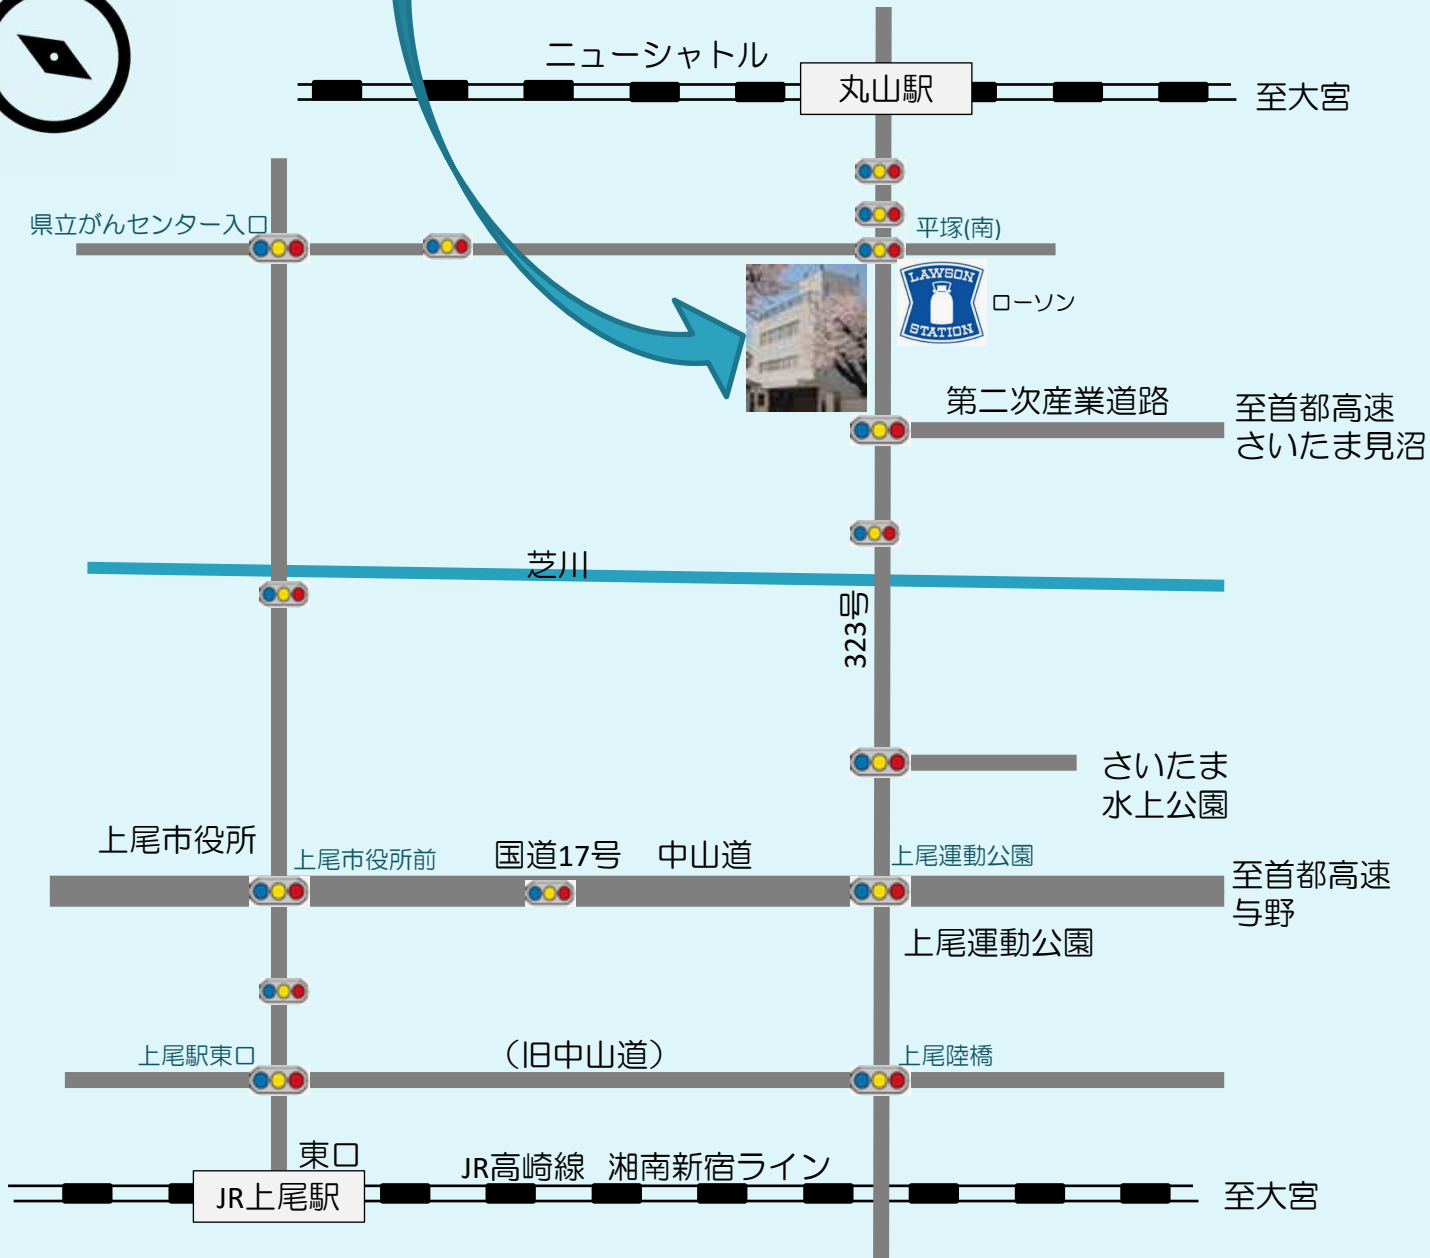 ニューシャトル
丸山駅
至大宮
県立がんセンター入口
平塚(南)
LAWSON
STATION
ローソン
第二次産業道路
至首都高速
さいたま見沼
芝川
323号
さいたま
水上公園
上尾市役所
上尾市役所前
国道17号 中山道
上尾運動公園
至首都高速
与野
上尾運動公園
上尾駅東口
（旧中山道）
上尾陸橋
東口
JR高崎線 湘南新宿ライン
JR上尾駅
至大宮